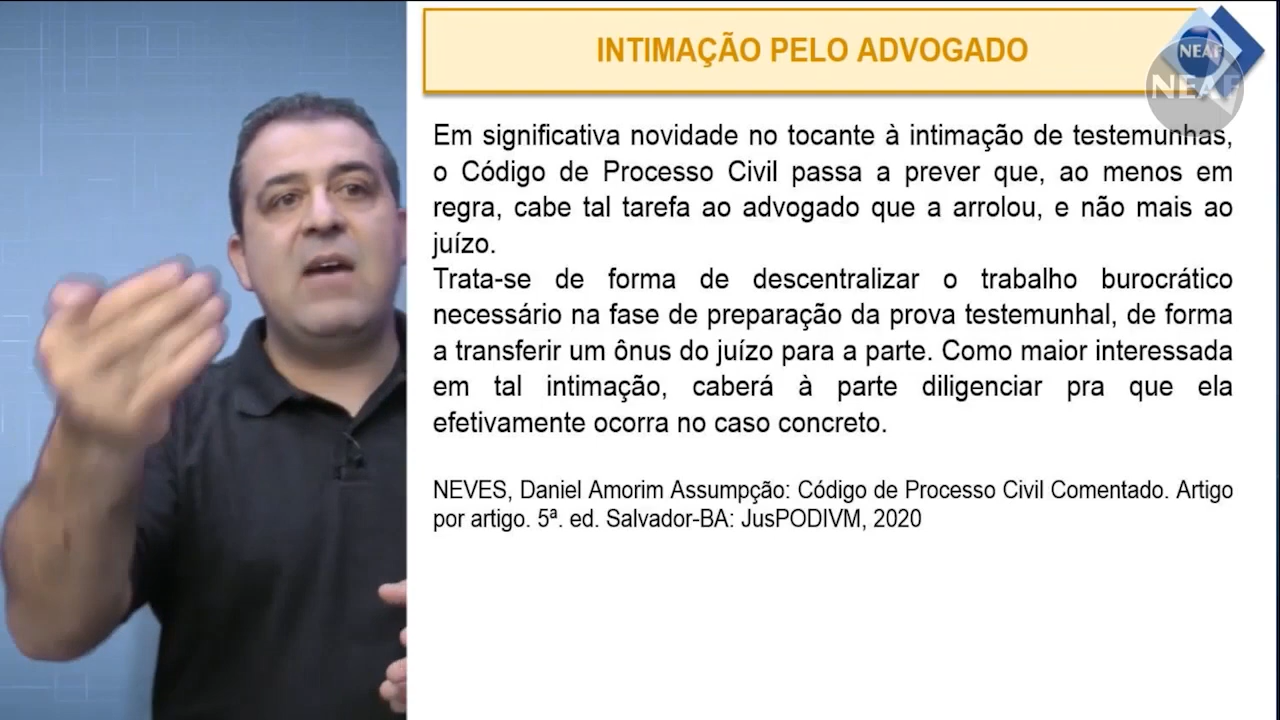 INTIMAÇÃO PELO ADVOGADO
NEAF
NEAF
Em significativa novidade no tocante à intimação de testemunhas,
o Código de Processo Civil passa a prever que, ao menos em
regra, cabe tal tarefa ao advogado que a arrolou, e não mais ao
juízo.
Trata-se de forma de descentralizar o trabalho burocrático
necessário na fase de preparação da prova testemunhal, de forma
a transferir um ônus do juízo para a parte. Como maior interessada
em tal intimação, caberá à parte diligenciar pra que ela
efetivamente ocorra no caso concreto.
NEVES, Daniel Amorim Assumpção: Código de Processo Civil Comentado. Artigo
por artigo. 5ª. ed. Salvador-BA: JusPODIVM, 2020